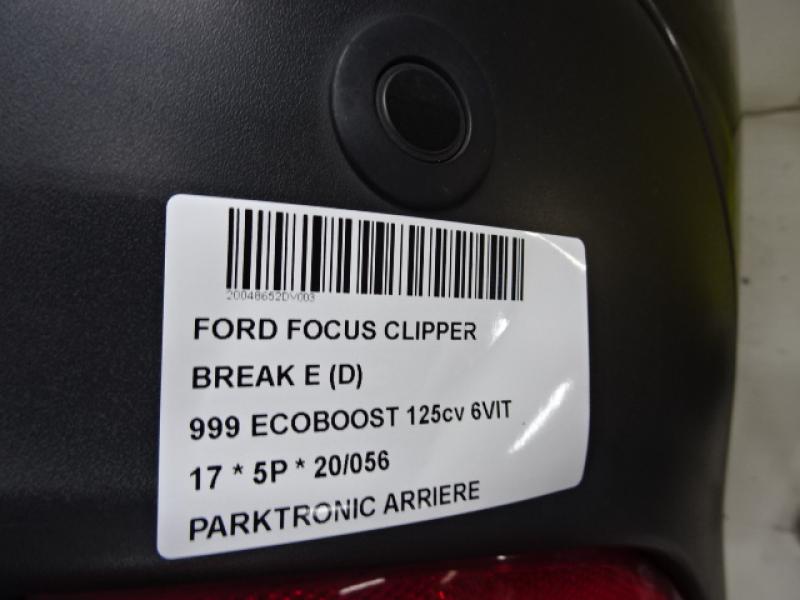 20048652DV003
FORD FOCUS CLIPPER
BREAK E (D)
999 ECOBOOST 125cv 6VIT
17 * 5P * 20/056
PARKTRONIC ARRIERE